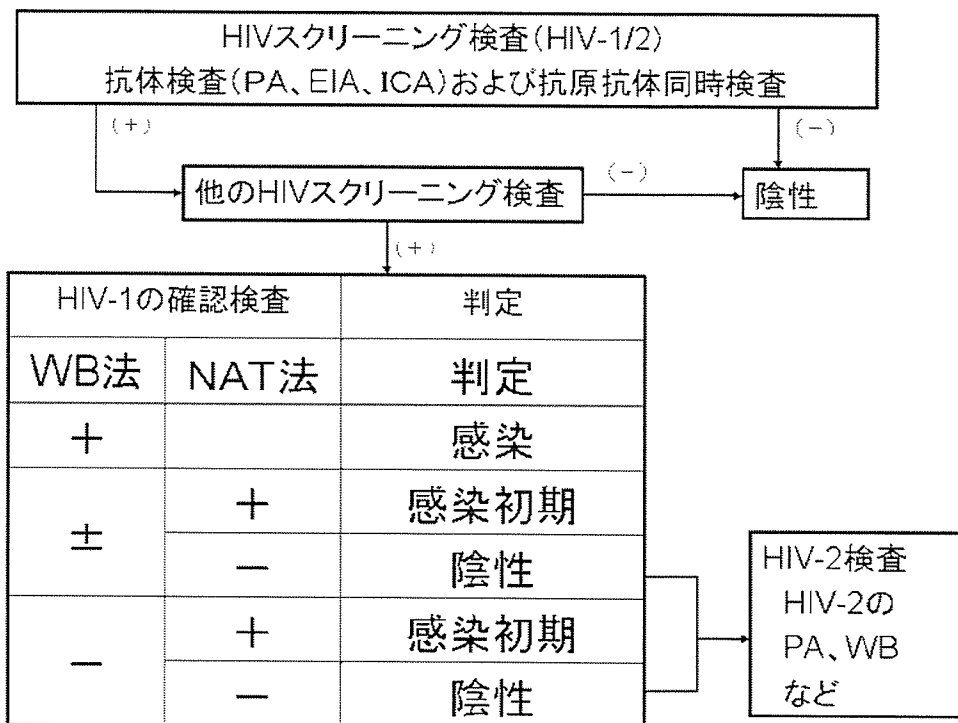 HIVスクリーニング検査(HIV-1/2)
抗体検査(PA、EIA、ICA)および抗原抗体同時検査
(+)
(-)
他のHIVスクリーニング検査
(-)
陰性
(+)
HIV-1の確認検査 判定
WB法 NAT法 判定
+ 感染
± + 感染初期
- 陰性
- + 感染初期
- 陰性
HIV-2検査
HIV-2の
PA、WB
など